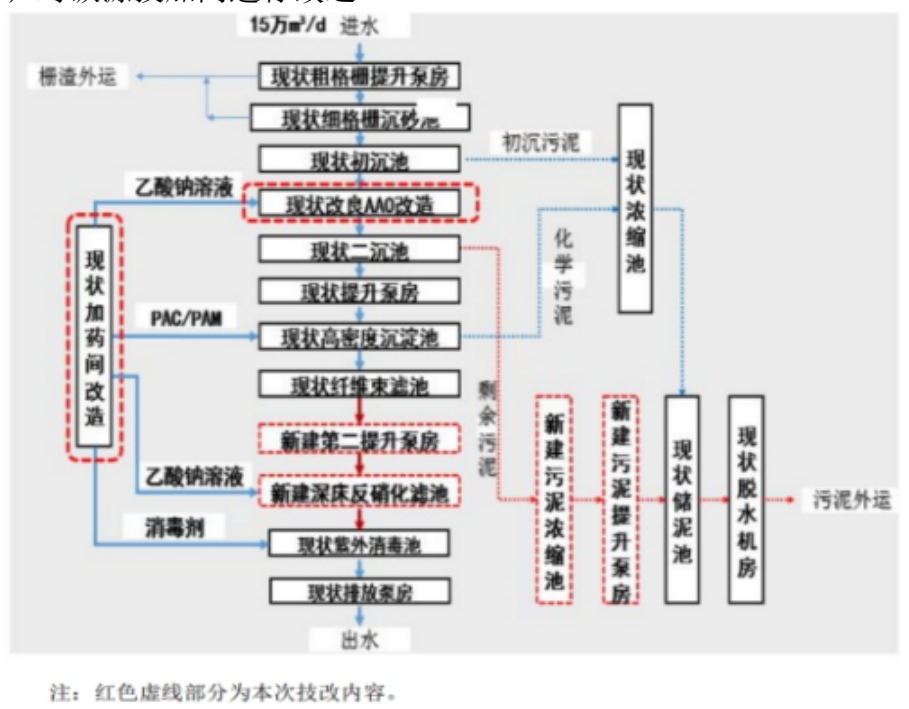 15万m³/d 进水
栅渣外运
现状粗格栅提升泵房
现状细格栅沉砂池
初沉污泥
现状初沉池
现状浓缩池
乙酸钠溶液
现状改良AAO改造
化学污泥
现状二沉池
现状加药间改造
现状提升泵房
PAC/PAM
现状高密度沉淀池
现状纤维束滤池
剩余污泥
新建第二提升泵房
新建污泥浓缩池
新建污泥提升泵房
现状储泥池
现状脱水机房
污泥外运
乙酸钠溶液
新建深床反硝化滤池
消毒剂
现状紫外消毒池
现状排放泵房
出水
注：红色虚线部分为本次技改内容。